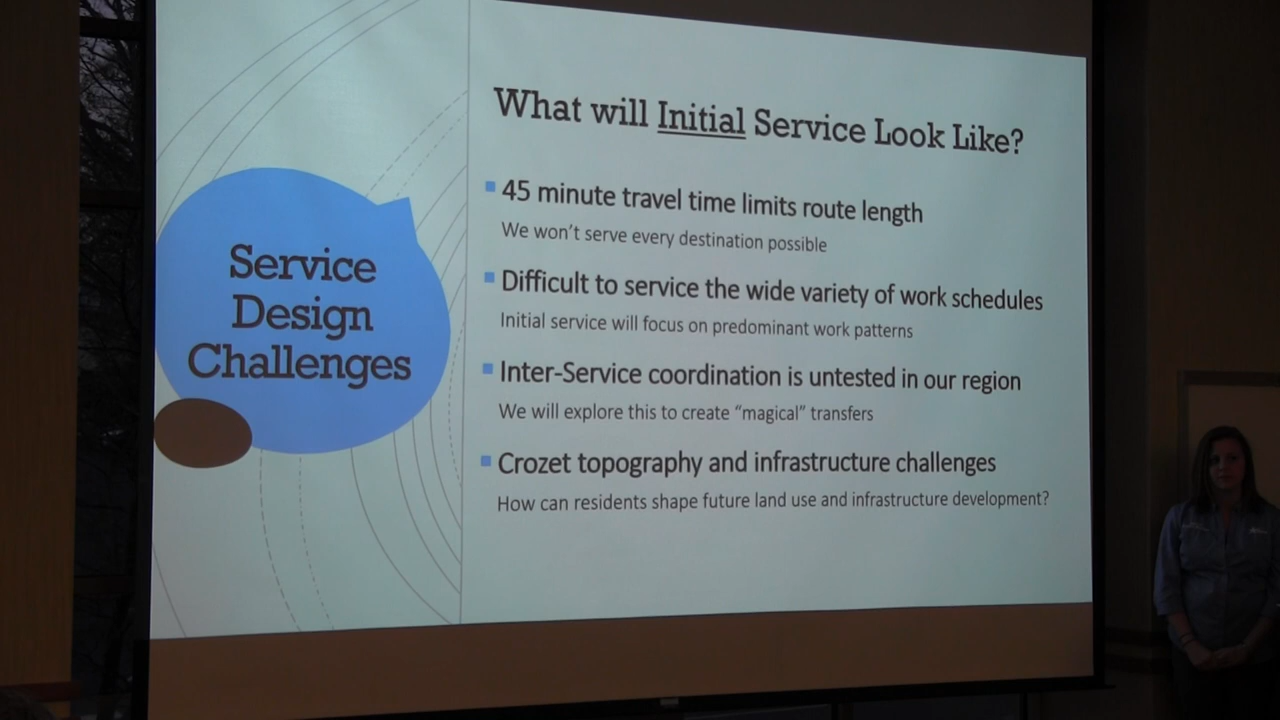 Service
Design
Challenges
What will Initial Service Look Like?
45 minute travel time limits route length
We won't serve every destination possible
Difficult to service the wide variety of work schedules
Initial service will focus on predominant work patterns
Inter-Service coordination is untested in our region
We will explore this to create “magical” transfers
Crozet topography and infrastructure challenges
How can residents shape future land use and infrastructure development?